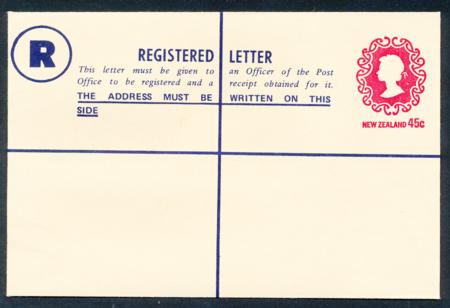 R
REGISTERED LETTER
This letter must be given to an Officer of the Post
Office to be registered and a receipt obtained for it.
THE ADDRESS MUST BE WRITTEN ON THIS
SIDE
NEW ZEALAND 45c